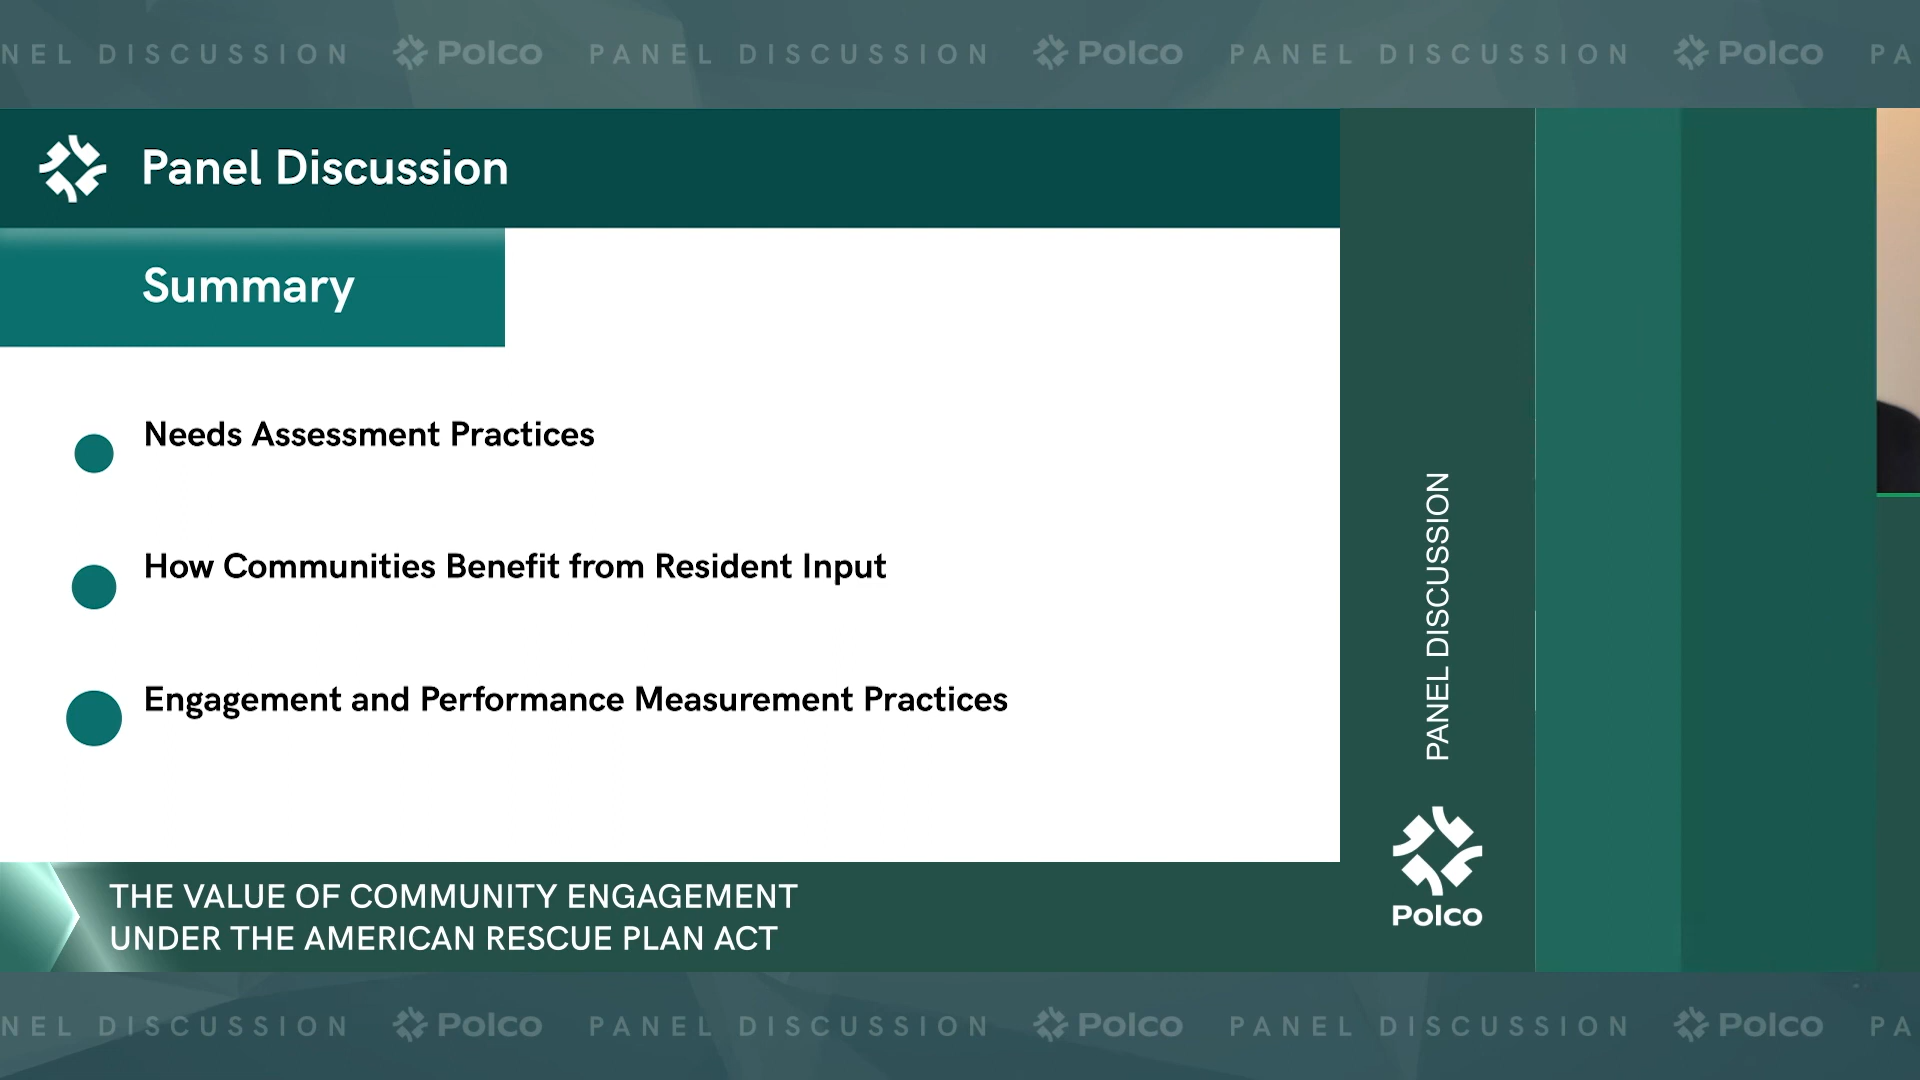 NEL DISCUSSION Polco PANEL DISCUSSION Polco PANEL DISCUSSION Polco PA
Panel Discussion
Summary
Needs Assessment Practices
How Communities Benefit from Resident Input
Engagement and Performance Measurement Practices
PANEL DISCUSSION
Polco
THE VALUE OF COMMUNITY ENGAGEMENT
UNDER THE AMERICAN RESCUE PLAN ACT
NEL DISCUSSION Polco PANEL DISCUSSION Polco PANEL DISCUSSION Polco PA